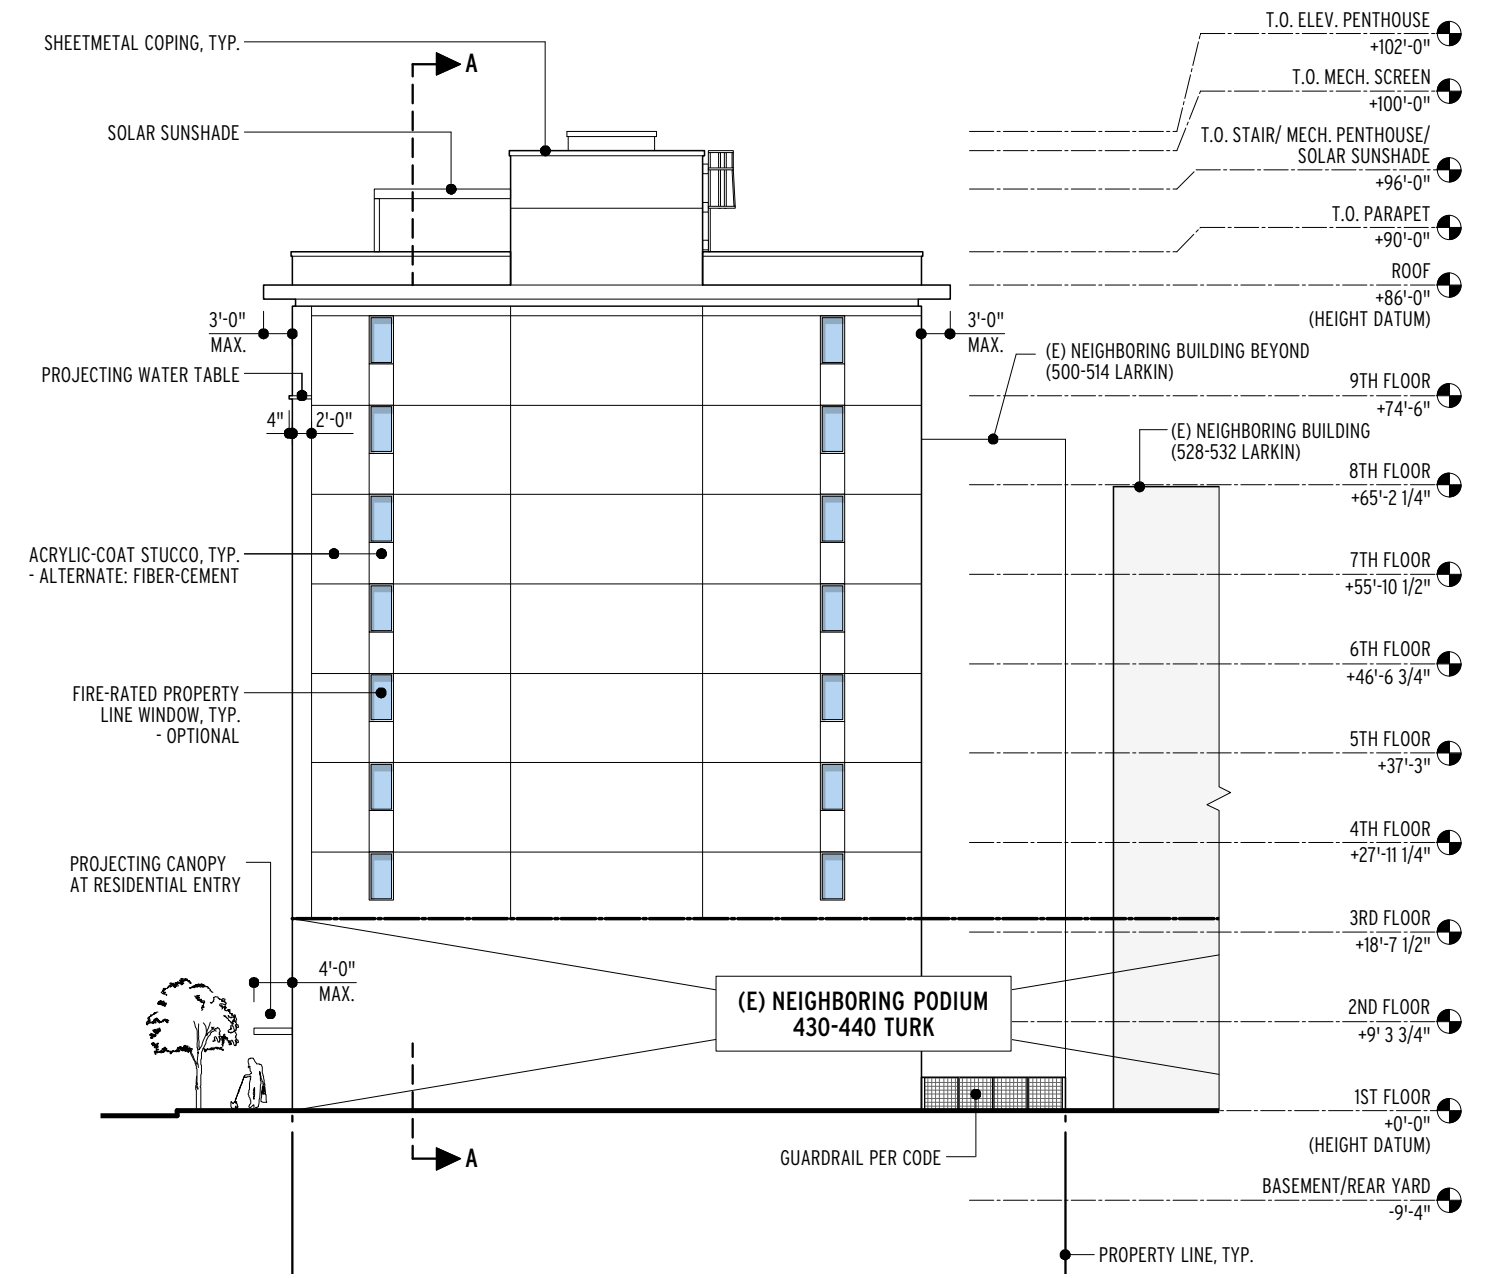 SHEETMETAL COPING, TYP.
A
SOLAR SUNSHADE
T.O. ELEV. PENTHOUSE
+102'-0"
T.O. MECH. SCREEN
+100'-0"
T.O. STAIR/ MECH. PENTHOUSE/
SOLAR SUNSHADE
+96'-0"
T.O. PARAPET
+90'-0"
ROOF
+86'-0"
(HEIGHT DATUM)
3'-0"
MAX.
3'-0"
MAX.
PROJECTING WATER TABLE
4"
2'-0"
(E) NEIGHBORING BUILDING BEYOND
(500-514 LARKIN)
9TH FLOOR
+74'-6"
(E) NEIGHBORING BUILDING
(528-532 LARKIN)
8TH FLOOR
+65'-2 1/4"
ACRYLIC-COAT STUCCO, TYP.
- ALTERNATE: FIBER-CEMENT
7TH FLOOR
+55'-10 1/2"
6TH FLOOR
+46'-6 3/4"
FIRE-RATED PROPERTY
LINE WINDOW, TYP.
- OPTIONAL
5TH FLOOR
+37'-3"
4TH FLOOR
+27'-11 1/4"
PROJECTING CANOPY
AT RESIDENTIAL ENTRY
3RD FLOOR
+18'-7 1/2"
4'-0"
MAX.
(E) NEIGHBORING PODIUM
430-440 TURK
2ND FLOOR
+9' 3 3/4"
1ST FLOOR
+0'-0"
(HEIGHT DATUM)
A
GUARDRAIL PER CODE
BASEMENT/REAR YARD
-9'-4"
PROPERTY LINE, TYP.